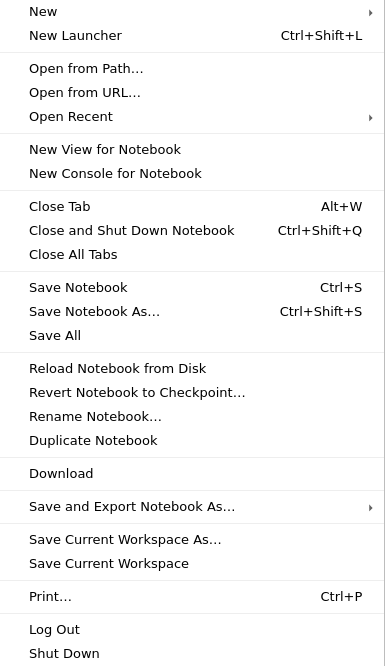 New
New Launcher Ctrl+Shift+L
Open from Path…
Open from URL…
Open Recent
New View for Notebook
New Console for Notebook
Close Tab Alt+W
Close and Shut Down Notebook Ctrl+Shift+Q
Close All Tabs
Save Notebook Ctrl+S
Save Notebook As… Ctrl+Shift+S
Save All
Reload Notebook from Disk
Revert Notebook to Checkpoint…
Rename Notebook…
Duplicate Notebook
Download
Save and Export Notebook As…
Save Current Workspace As…
Save Current Workspace
Print… Ctrl+P
Log Out
Shut Down